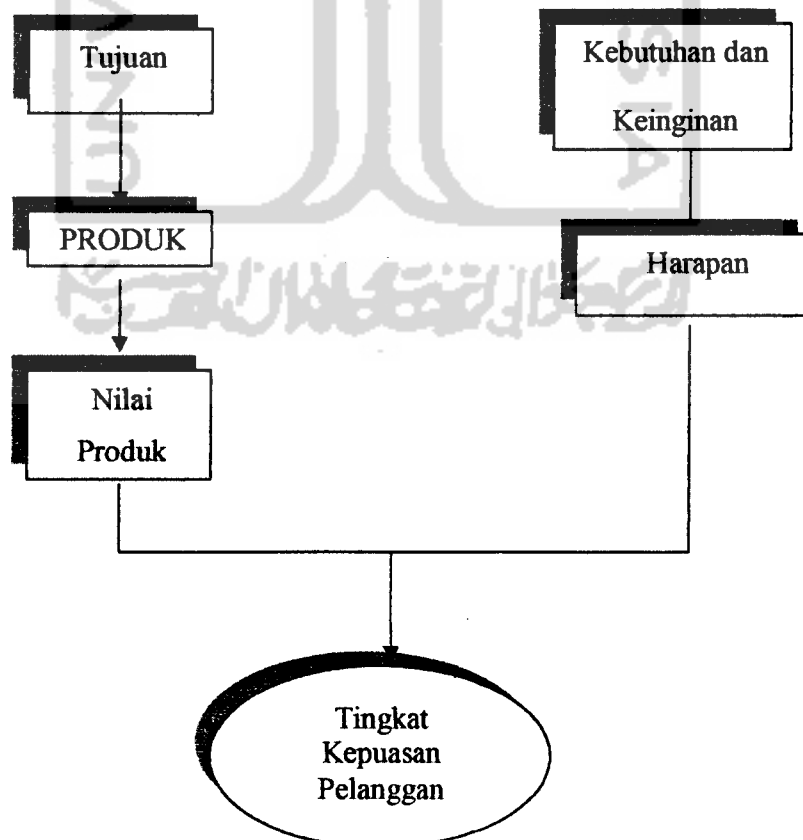 Tujuan
Kebutuhan dan
Keinginan
PRODUK
Harapan
Nilai
Produk
Tingkat
Kepuasan
Pelanggan